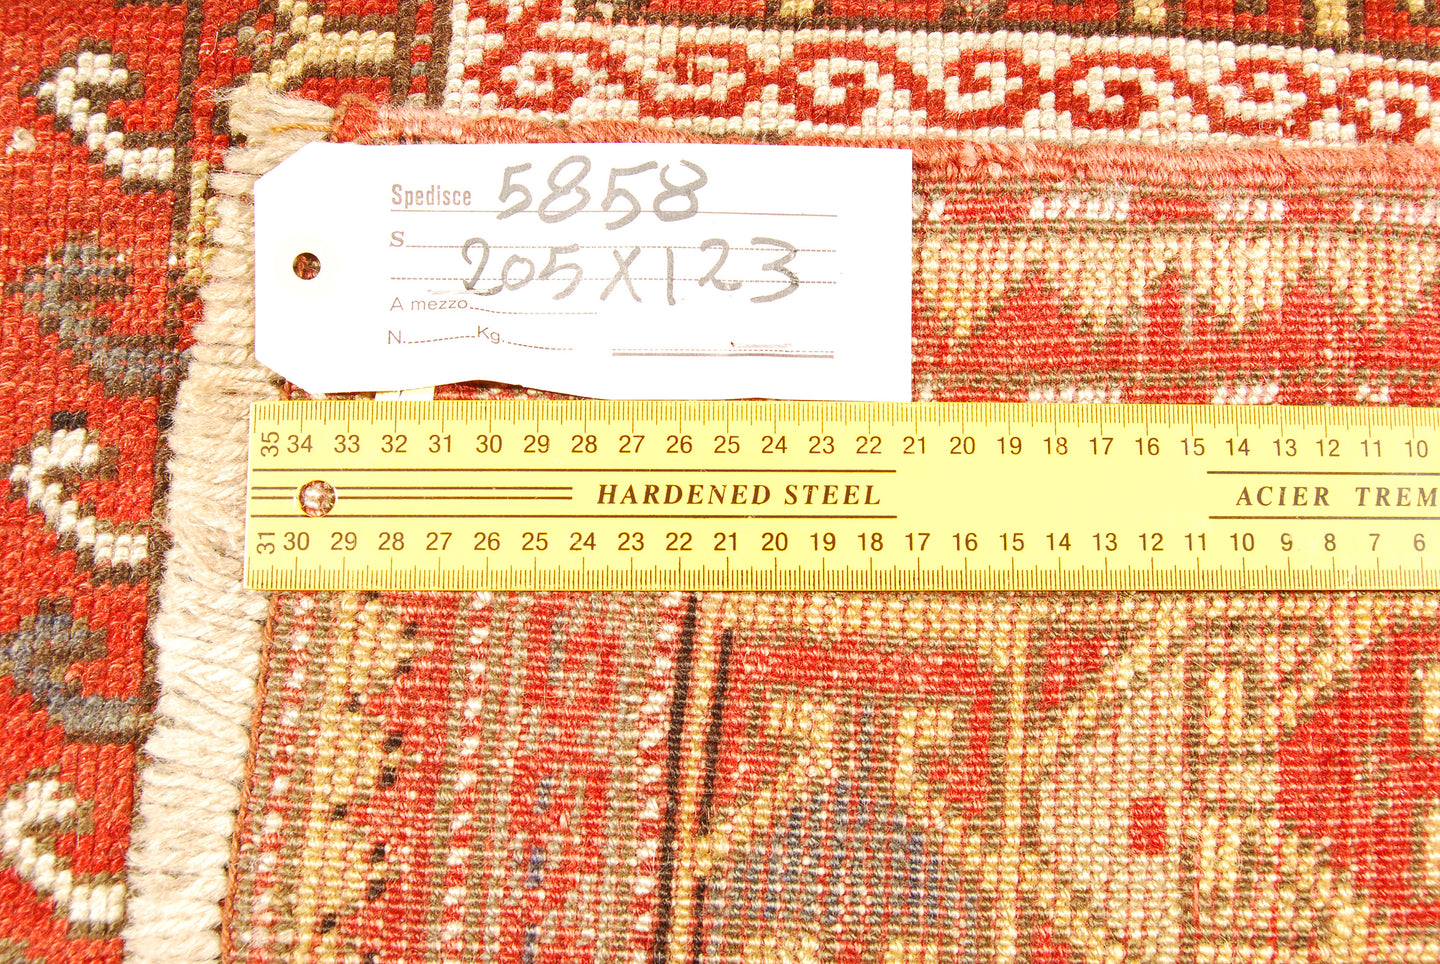 Spedisce 5858
S
205X123
A mezzo
N. Kg.
35 34 33 32 31 30 29 28 27 26 25 24 23 22 21 20 19 18 17 16 15 14 13 12 11 10
HARDENED STEEL ACIER TREM
31 30 29 28 27 26 25 24 23 22 21 20 19 18 17 16 15 14 13 12 11 10 9 8 7 6